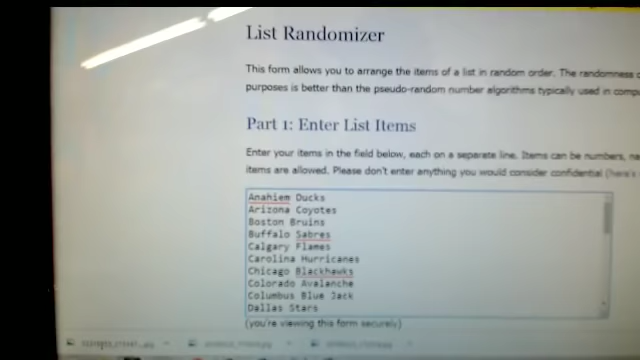 List Randomizer
This form allows you to arrange the items of a list in random order. The randomness
purposes is better than the pseudo-random number algorithms typically used in
Part 1: Enter List Items
Enter your items in the field below, each on a separate line. Items can be numbers,
items are allowed. Please don't enter anything you would consider confidential (here's
Anahiem Ducks
Arizona Coyotes
Boston Bruins
Buffalo Sabres
Calgary Flames
Carolina Hurricanes
Chicago Blackhawks
Colorado Avalanche
Columbus Blue Jack
Dallas Stars
(you're viewing this form securely)